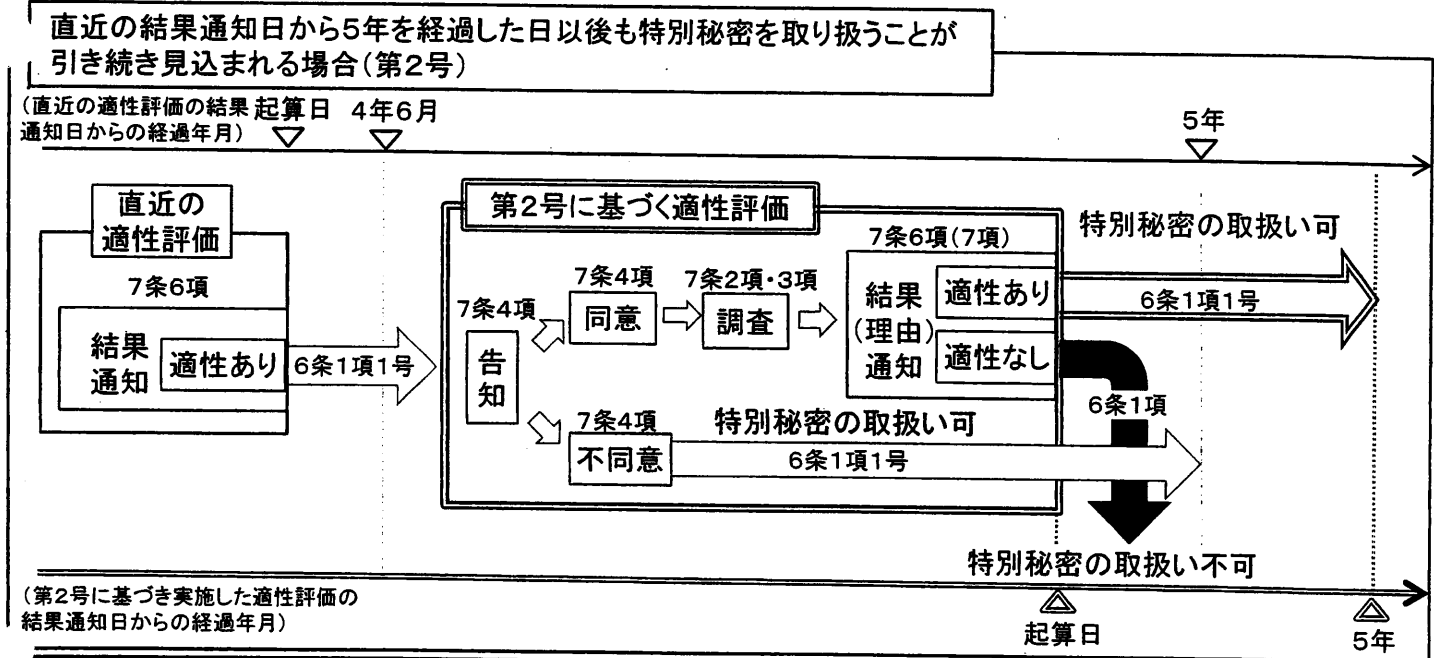 直近の結果通知日から5年を経過した日以後も特別秘密を取り扱うことが
引き続き見込まれる場合(第2号)
(直近の適性評価の結果
通知日からの経過年月)
起算日
4年6月
5年
直近の
適性評価
7条6項
結果
通知
適性あり
6条1項1号
第2号に基づく適性評価
7条4項
告
知
7条4項
同意
7条2項・3項
調査
7条6項(7項)
結果
(理由)
通知
適性あり
適性なし
特別秘密の取扱い可
6条1項1号
6条1項
7条4項
不同意
特別秘密の取扱い可
6条1項1号
特別秘密の取扱い不可
(第2号に基づき実施した適性評価の
結果通知日からの経過年月)
起算日
5年